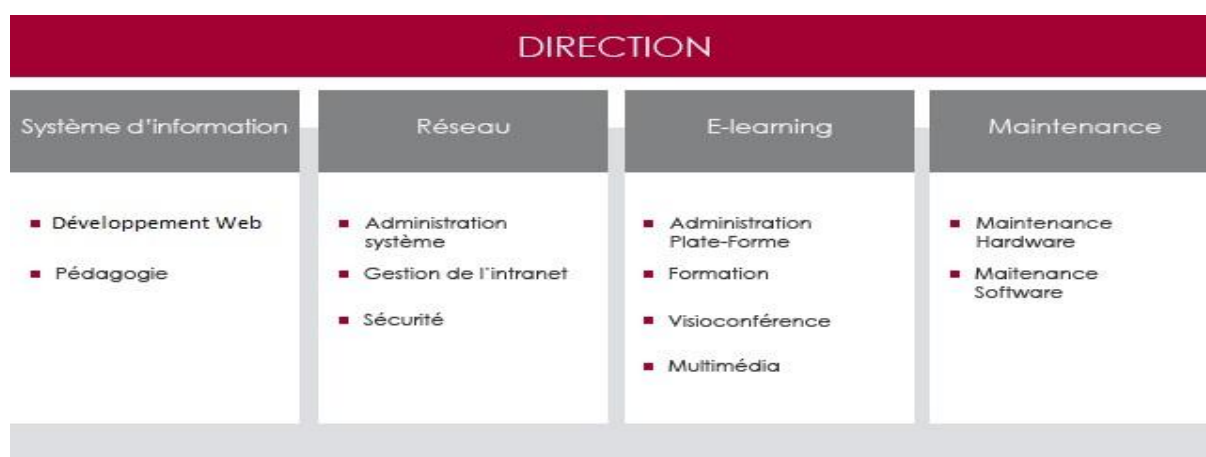 DIRECTION
Système d'information
Développement Web
Pédagogie
Réseau
Administration
système
Gestion de l'intranet
Sécurité
E-learning
Administration
Plate-Forme
Formation
Visioconférence
Multimédia
Maintenance
Maintenance
Hardware
Maitenance
Software